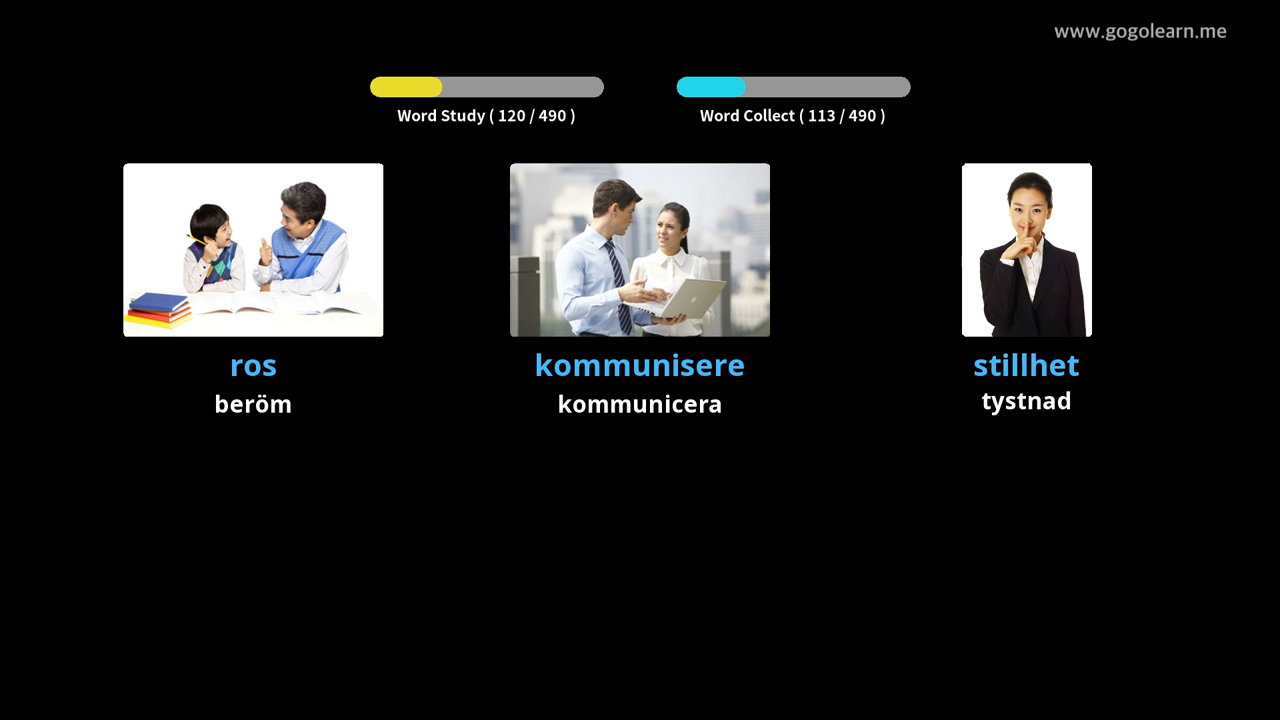 www.gogolearn.me
Word Study ( 120 / 490 )
Word Collect ( 113 / 490 )
ros
beröm
kommunisere
kommunicera
stillhet
tystnad